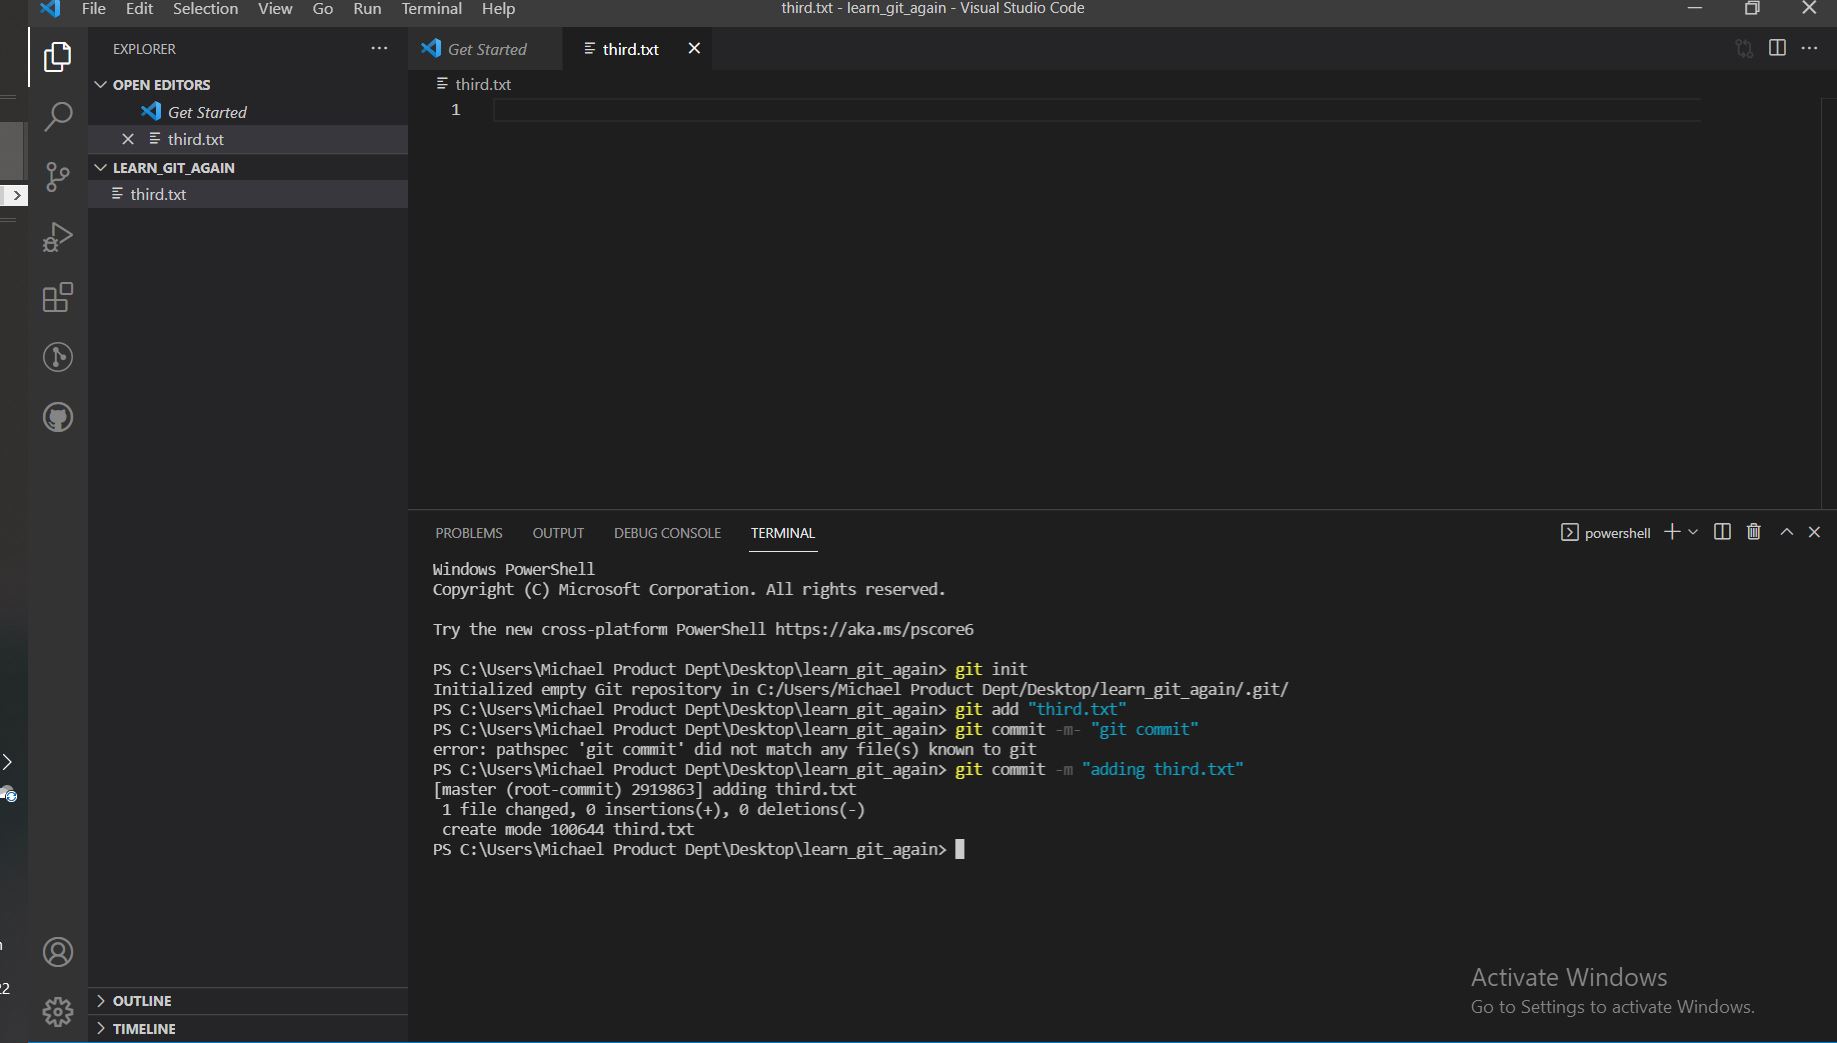 File Edit Selection View Go Run Terminal Help
third.txt - learn_git_again - Visual Studio Code
EXPLORER
OPEN EDITORS
Get Started
third.txt
LEARN_GIT_AGAIN
third.txt
OUTLINE
TIMELINE
Get Started
third.txt
third.txt
1
PROBLEMS OUTPUT DEBUG CONSOLE TERMINAL
powershell
Windows PowerShell
Copyright (C) Microsoft Corporation. All rights reserved.
Try the new cross-platform PowerShell https://aka.ms/pscore6
PS C:\Users\Michael Product Dept\Desktop\learn_git_again> git init
Initialized empty Git repository in C:/Users/Michael Product Dept/Desktop/learn_git_again/.git/
PS C:\Users\Michael Product Dept\Desktop\learn_git_again> git add "third.txt"
PS C:\Users\Michael Product Dept\Desktop\learn_git_again> git commit -m- "git commit"
error: pathspec 'git commit' did not match any file(s) known to git
PS C:\Users\Michael Product Dept\Desktop\learn_git_again> git commit -m "adding third.txt"
[master (root-commit) 2919863] adding third.txt
1 file changed, 0 insertions(+), 0 deletions(-)
create mode 100644 third.txt
PS C:\Users\Michael Product Dept\Desktop\learn_git_again>
Activate Windows
Go to Settings to activate Windows.